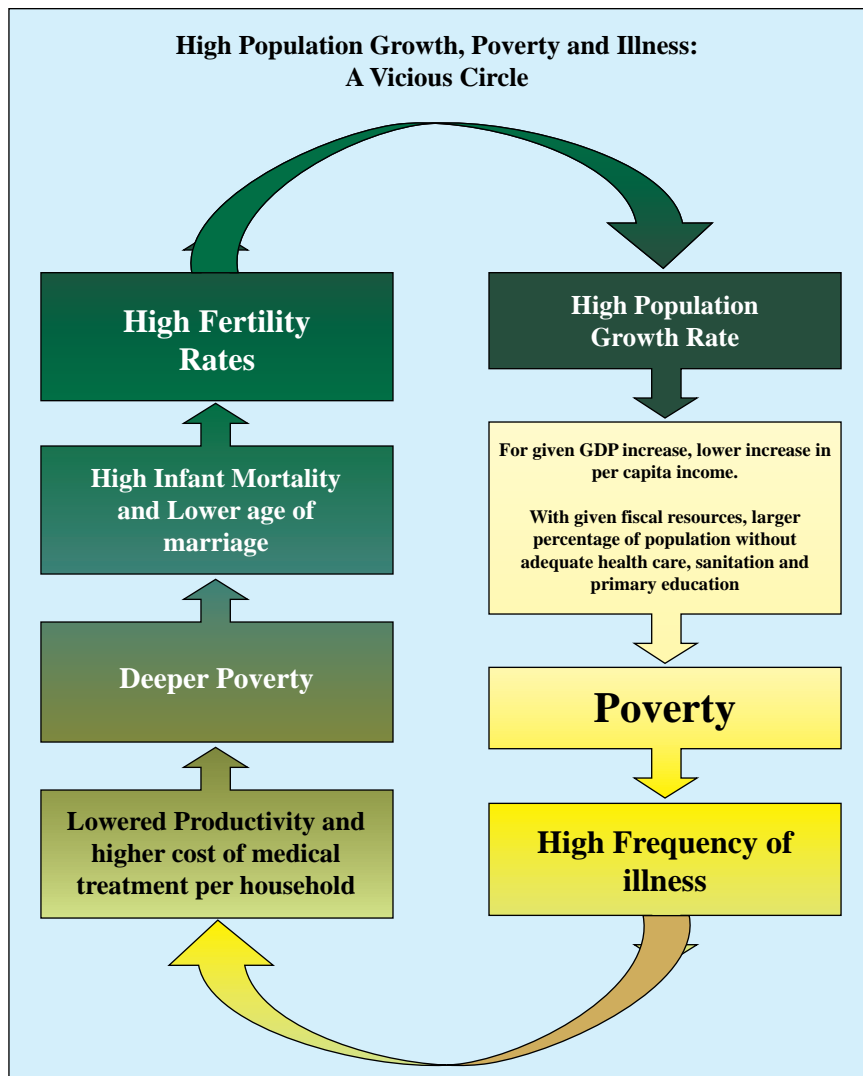 High Population Growth, Poverty and Illness:
A Vicious Circle
High Fertility
Rates
High Population
Growth Rate
High Infant Mortality
and Lower age of
marriage
For given GDP increase, lower increase in
per capita income.
With given fiscal resources, larger
percentage of population without
adequate health care, sanitation and
primary education
Deeper Poverty
Poverty
Lowered Productivity and
higher cost of medical
treatment per household
High Frequency of
illness